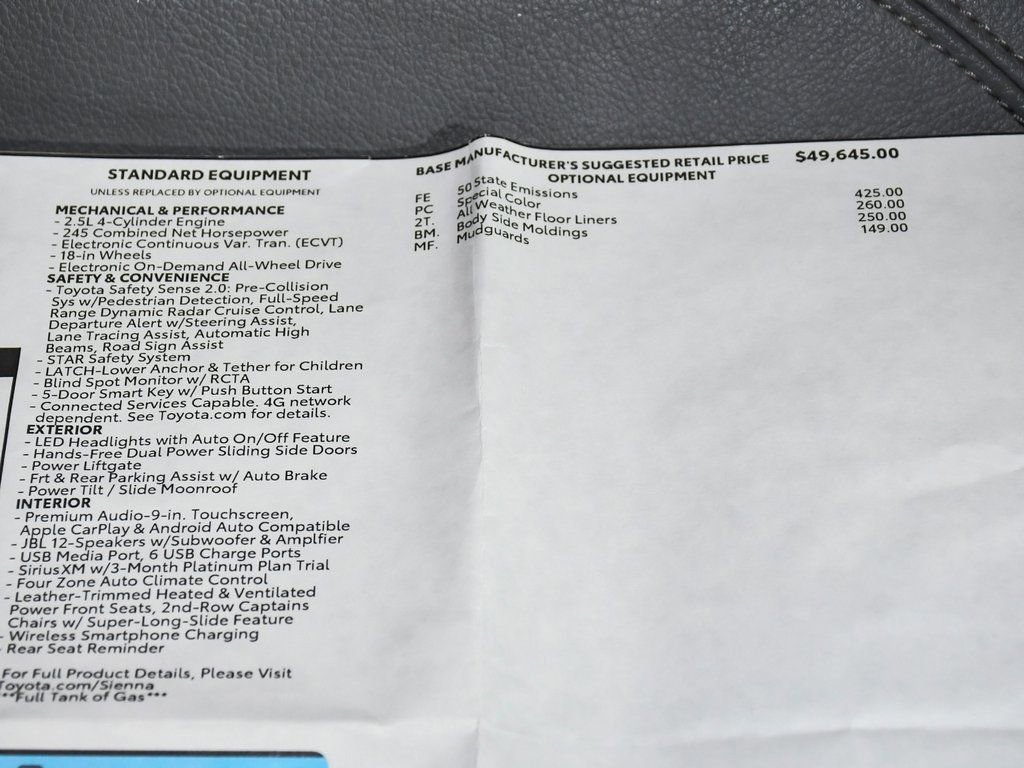 STANDARD EQUIPMENT
UNLESS REPLACED BY OPTIONAL EQUIPMENT
MECHANICAL & PERFORMANCE
- 2.5L 4-Cylinder Engine
- 245 Combined Net Horsepower
- Electronic Continuous Var. Tran. (ECVT)
- 18-in Wheels
- Electronic On-Demand All-Wheel Drive
SAFETY & CONVENIENCE
- Toyota Safety Sense 2.0: Pre-Collision
Sys w/Pedestrian Detection, Full-Speed
Range Dynamic Radar Cruise Control, Lane
Departure Alert w/Steering Assist,
Lane Tracing Assist, Automatic High
Beams, Road Sign Assist
- STAR Safety System
- LATCH-Lower Anchor & Tether for Children
- Blind Spot Monitor w/ RCTA
- 5-Door Smart Key w/ Push Button Start
- Connected Services Capable. 4G network
dependent. See Toyota.com for details.
EXTERIOR
- LED Headlights with Auto On/Off Feature
- Hands-Free Dual Power Sliding Side Doors
- Power Liftgate
- Frt & Rear Parking Assist w/ Auto Brake
- Power Tilt / Slide Moonroof
INTERIOR
- Premium Audio-9-in. Touchscreen,
Apple CarPlay & Android Auto Compatible
- JBL 12-Speakers w/Subwoofer & Amplfier
- USB Media Port, 6 USB Charge Ports
- SiriusXM w/3-Month Platinum Plan Trial
- Four Zone Auto Climate Control
- Leather-Trimmed Heated & Ventilated
Power Front Seats, 2nd-Row Captains
Chairs w/ Super-Long-Slide Feature
- Wireless Smartphone Charging
- Rear Seat Reminder
For Full Product Details, Please Visit
Toyota.com/Sienna
***Full Tank of Gas***
BASE MANUFACTURER'S SUGGESTED RETAIL PRICE $49,645.00
OPTIONAL EQUIPMENT
FE 50 State Emissions
PC Special Color 425.00
2T. All Weather Floor Liners 260.00
BM. Body Side Moldings 250.00
MF. Mudguards 149.00